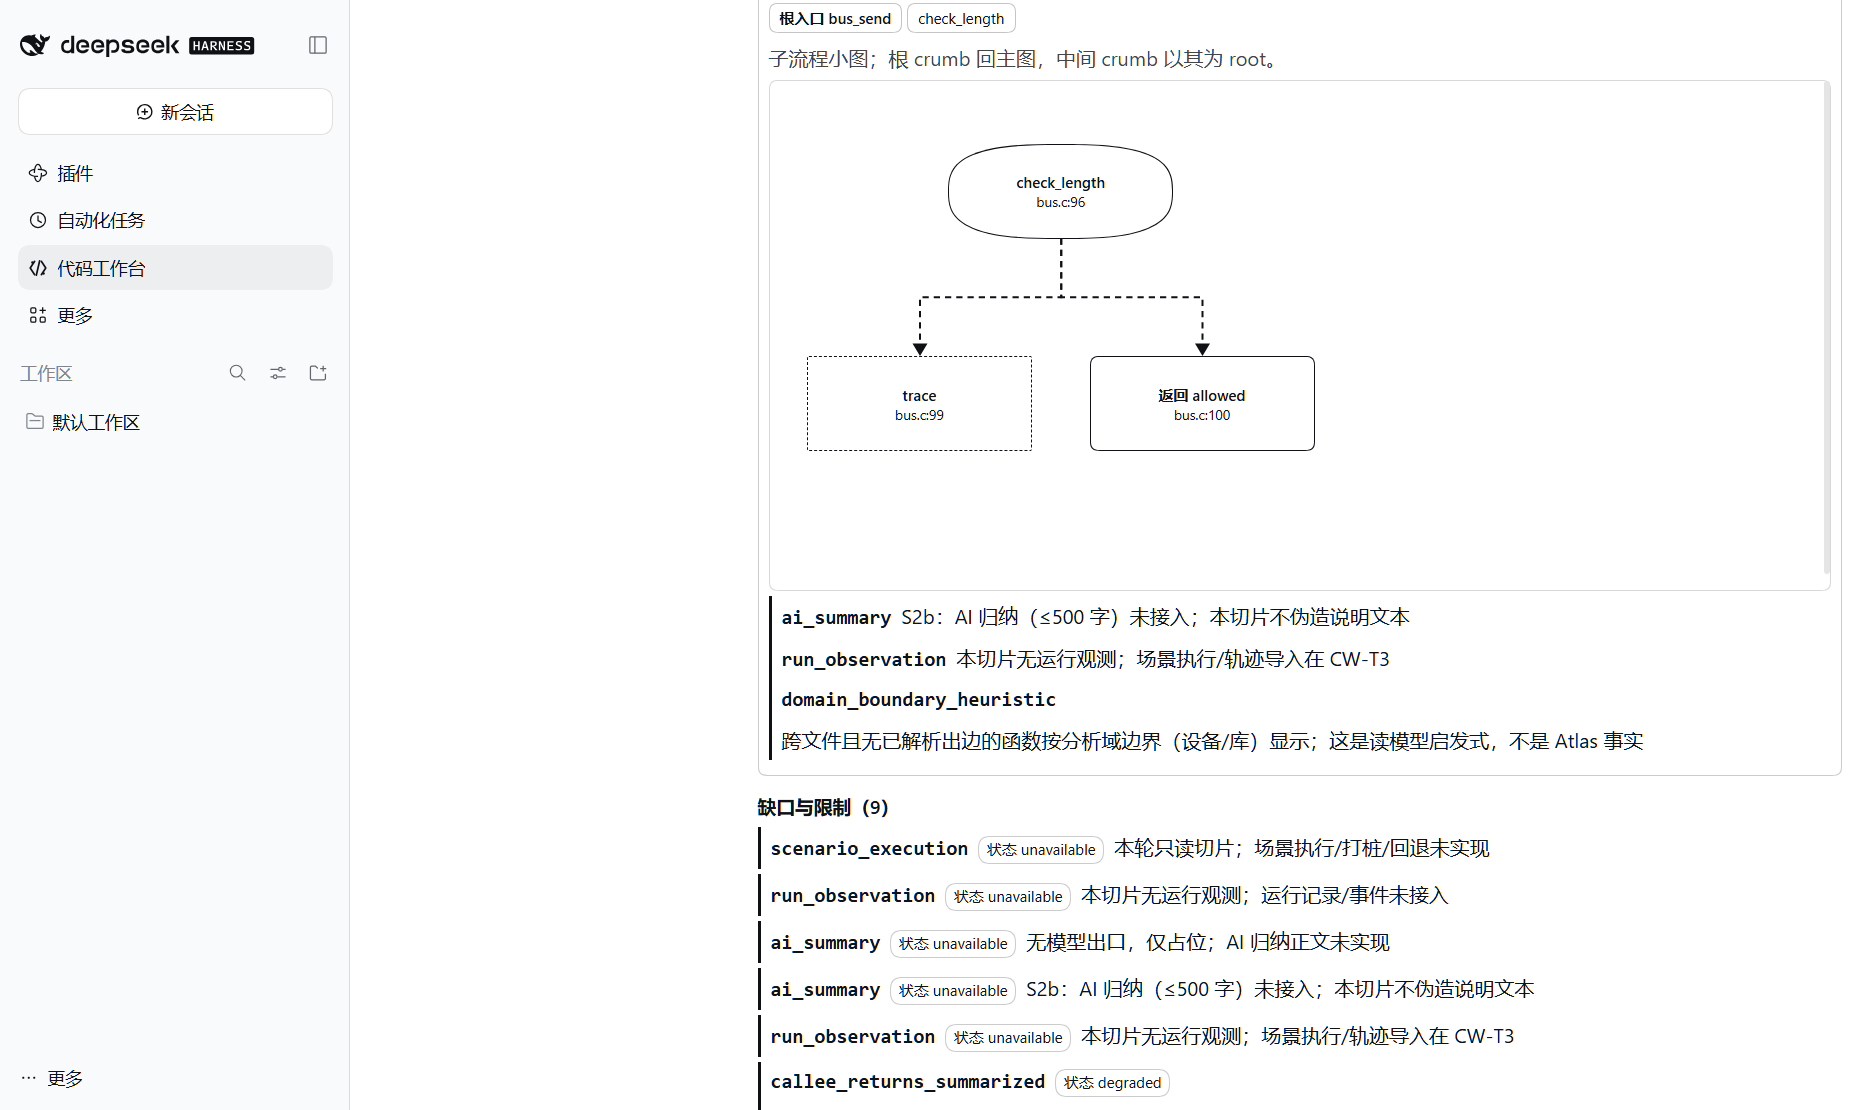 deepseek HARNESS
新会话
插件
自动化任务
代码工作台
更多
工作区
默认工作区
更多
根入口 bus_send
check_length
子流程小图；根 crumb 回主图，中间 crumb 以其为 root。
check_length
bus.c:96
trace
bus.c:99
返回 allowed
bus.c:100
ai_summary S2b：AI 归纳（≤500 字）未接入；本切片不伪造说明文本
run_observation 本切片无运行观测；场景执行/轨迹导入在 CW-T3
domain_boundary_heuristic
跨文件且无已解析出边的函数按分析域边界（设备/库）显示；这是读模型启发式，不是 Atlas 事实
缺口与限制（9）
scenario_execution 状态 unavailable 本轮只读切片；场景执行/打桩/回退未实现
run_observation 状态 unavailable 本切片无运行观测；运行记录/事件未接入
ai_summary 状态 unavailable 无模型出口，仅占位；AI 归纳正文未实现
ai_summary 状态 unavailable S2b：AI 归纳（≤500 字）未接入；本切片不伪造说明文本
run_observation 状态 unavailable 本切片无运行观测；场景执行/轨迹导入在 CW-T3
callee_returns_summarized 状态 degraded